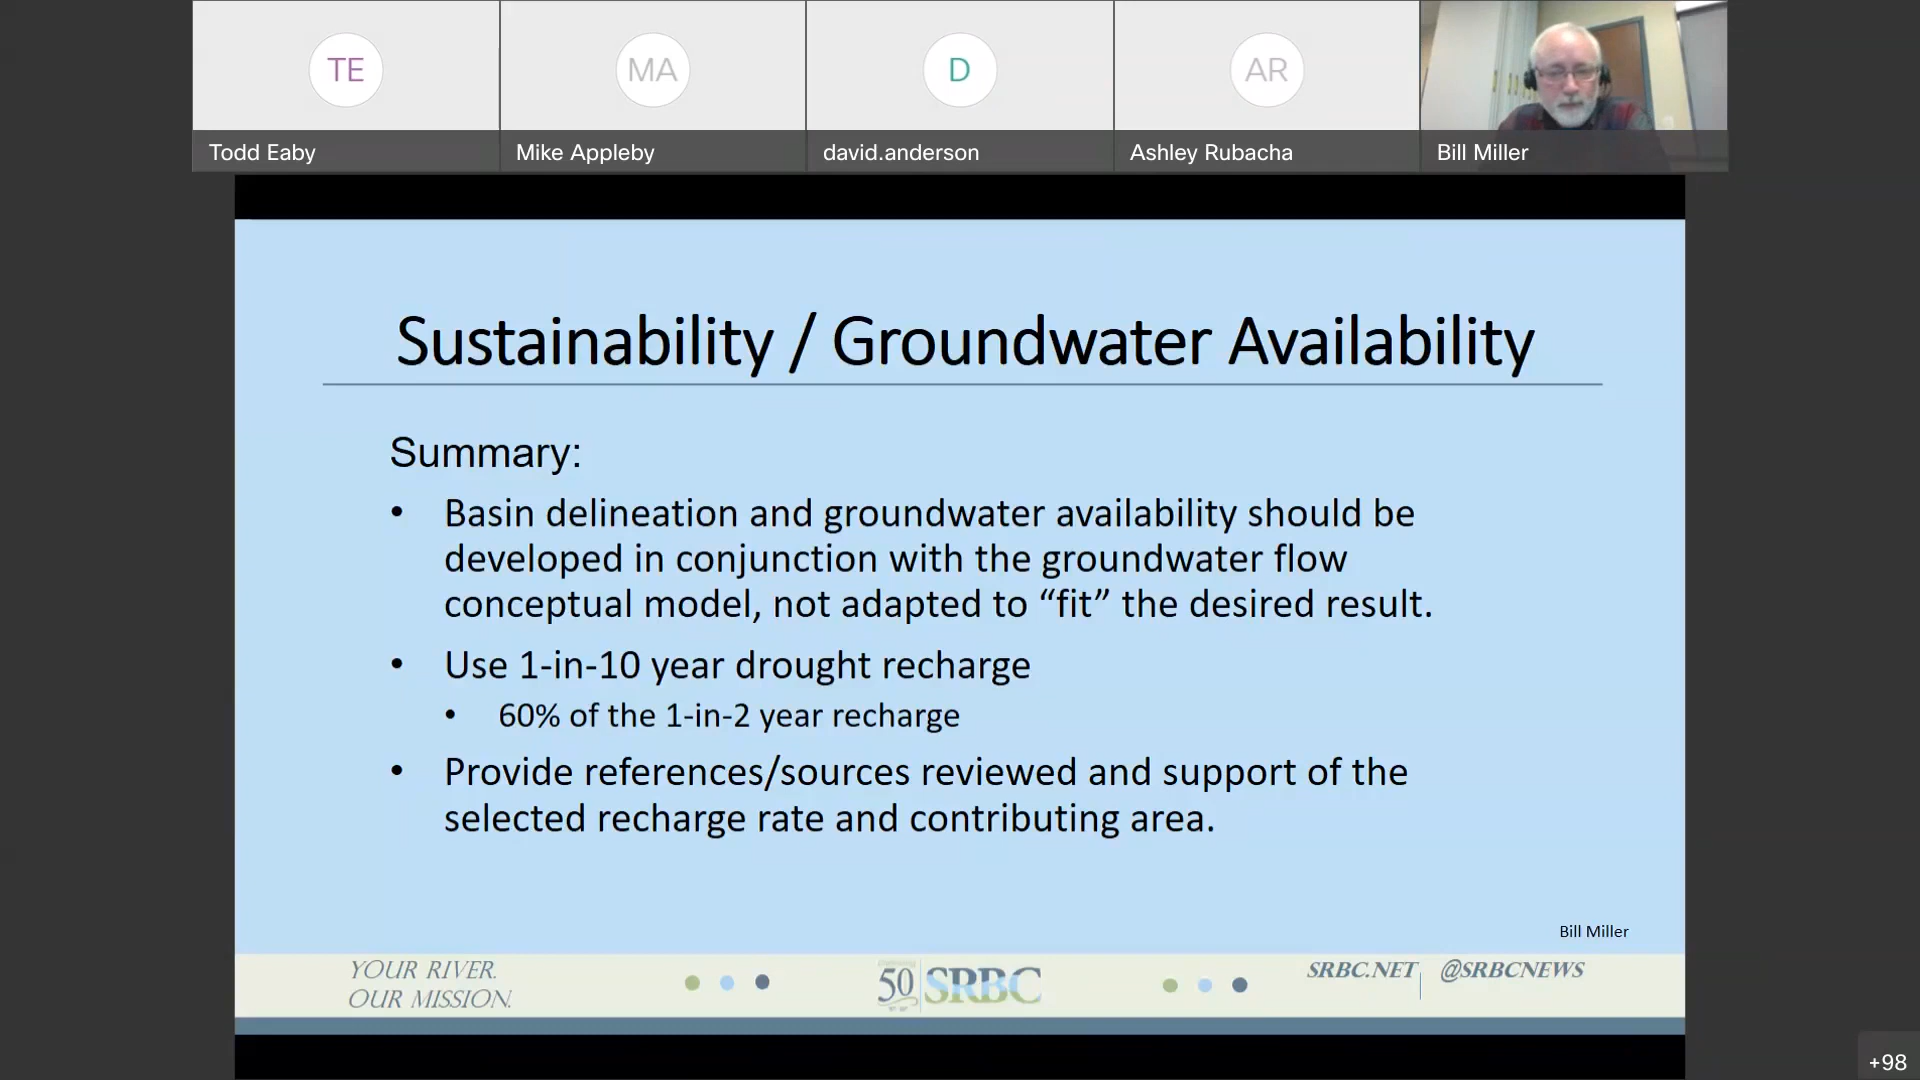 TE
MA
D
AR
Todd Eaby
Mike Appleby
david.anderson
Ashley Rubacha
Bill Miller
Sustainability / Groundwater Availability
Summary:
• Basin delineation and groundwater availability should be
developed in conjunction with the groundwater flow
conceptual model, not adapted to “fit” the desired result.
• Use 1-in-10 year drought recharge
• 60% of the 1-in-2 year recharge
• Provide references/sources reviewed and support of the
selected recharge rate and contributing area.
Bill Miller
YOUR RIVER.
OUR MISSION.
50 SRBC
SRBC.NET @SRBCNEWS
+98